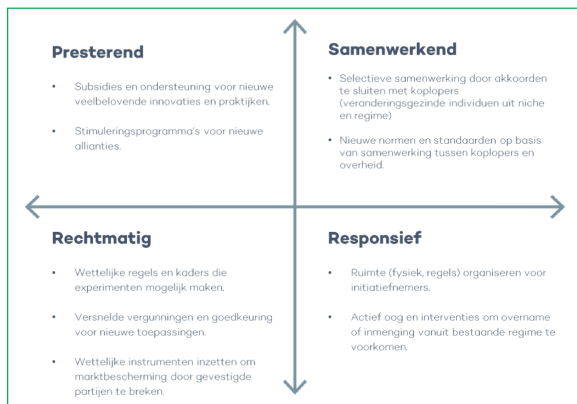 Presterend
• Subsidies en ondersteuning voor nieuwe
veelbelovende innovaties en praktijken.
• Stimuleringsprogramma's voor nieuwe
allianties.
Samenwerkend
• Selectieve samenwerking door akkoorden
te sluiten met koplopers
(veranderingsgezinde individuen uit niche
en regime)
• Nieuwe normen en standaarden op basis
van samenwerking tussen koplopers en
overheid.
Rechtmatig
• Wettelijke regels en kaders die
experimenten mogelijk maken.
• Versnelde vergunningen en goedkeuring
voor nieuwe toepassingen.
• Wettelijke instrumenten inzetten om
marktbescherming door gevestigde
partijen te breken.
Responsief
• Ruimte (fysiek, regels) organiseren voor
initiatiefnemers.
• Actief oog en interventies om overname
of inmenging vanuit bestaande regime te
voorkomen.